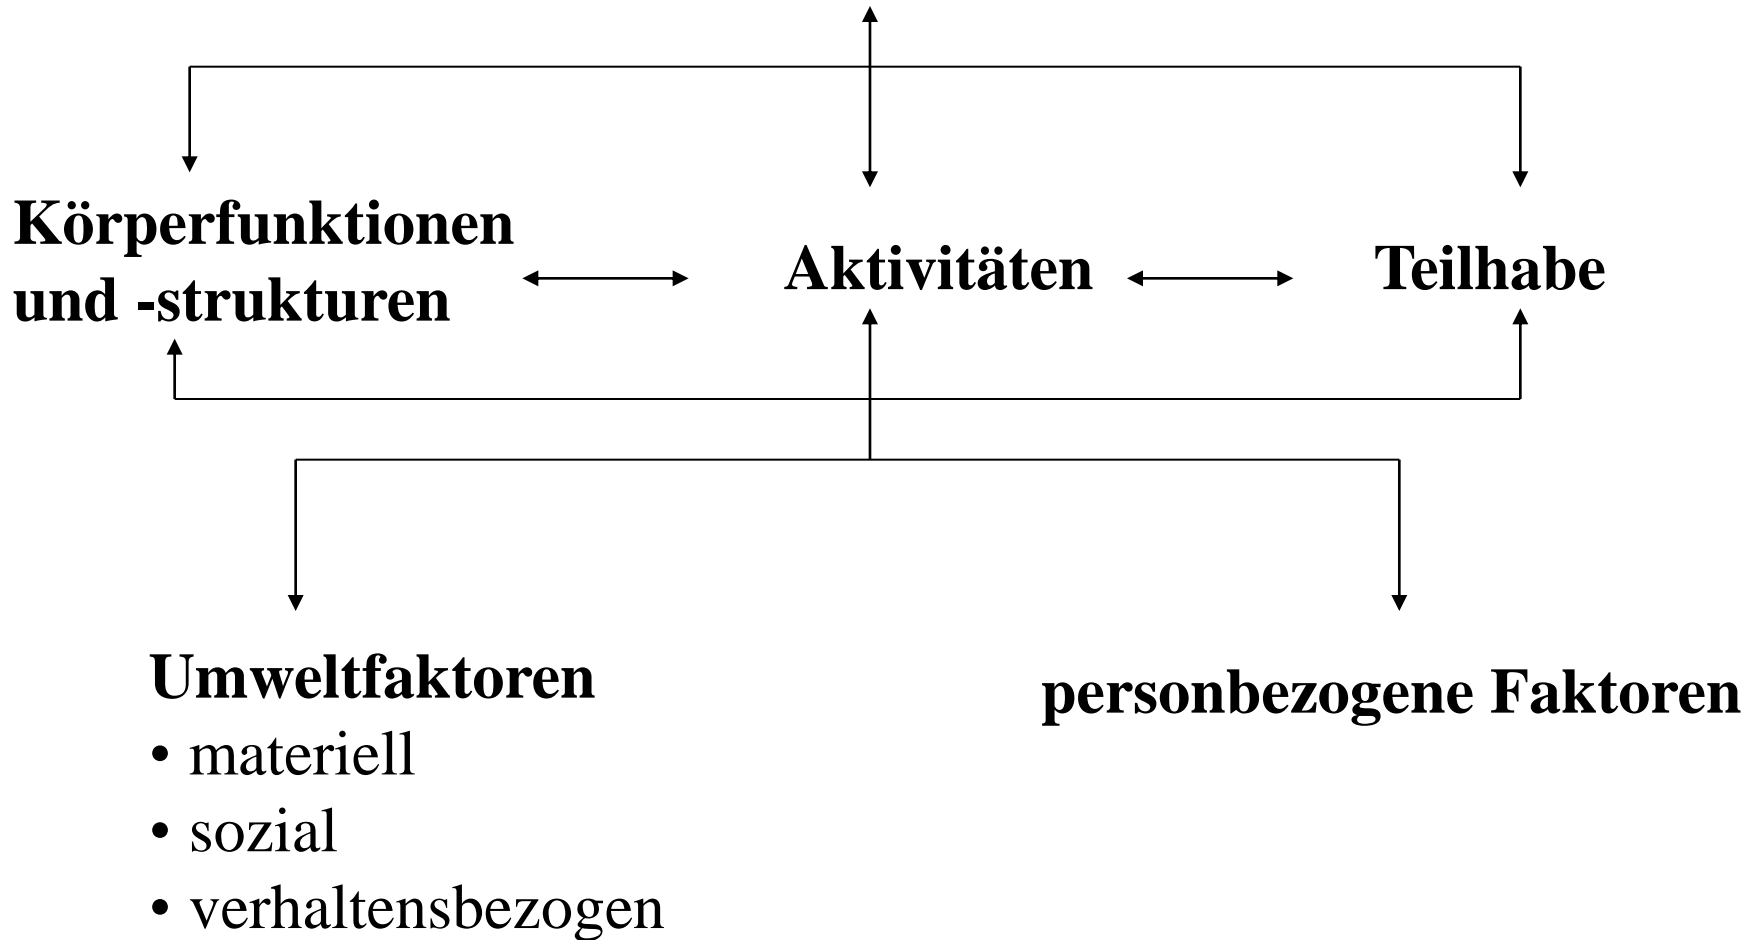 Körperfunktionen
und -strukturen
Aktivitäten
Teilhabe
Umweltfaktoren
• materiell
• sozial
• verhaltensbezogen
personbezogene Faktoren